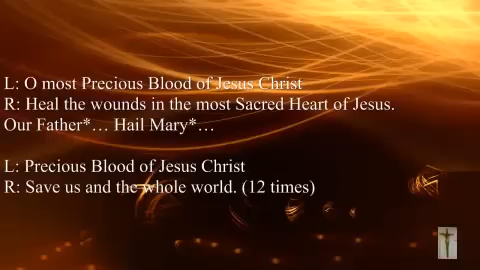 L: O most Precious Blood of Jesus Christ
R: Heal the wounds in the most Sacred Heart of Jesus.
Our Father*… Hail Mary*…
L: Precious Blood of Jesus Christ
R: Save us and the whole world. (12 times)